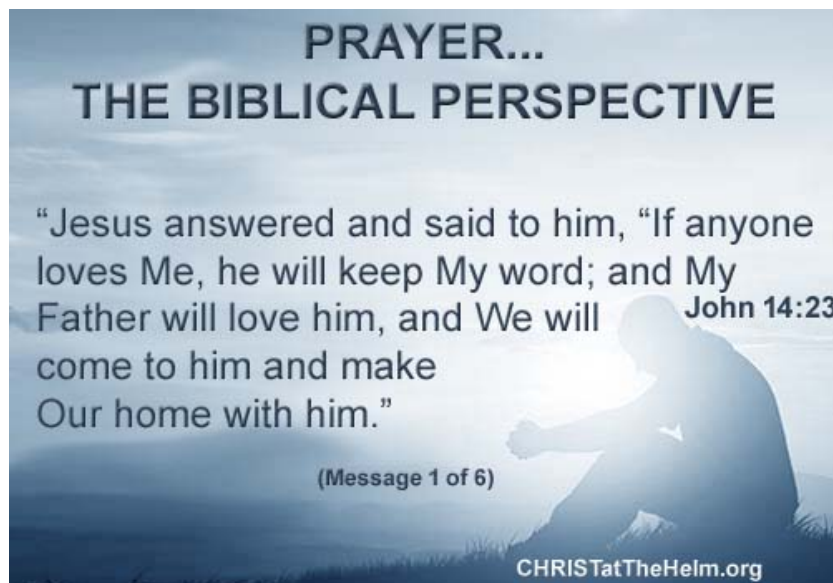 PRAYER...
THE BIBLICAL PERSPECTIVE
“Jesus answered and said to him, “If anyone
loves Me, he will keep My word; and My
Father will love him, and We will
come to him and make
Our home with him.”
John 14:23
(Message 1 of 6)
CHRISTatTheHelm.org